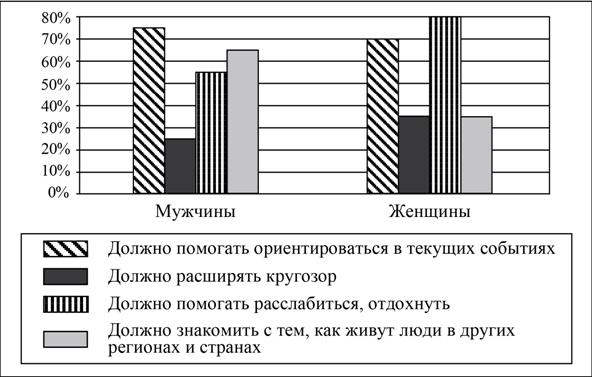 80%
70%
60%
50%
40%
30%
20%
10%
0%
Мужчины
Женщины
Должно помогать ориентироваться в текущих событиях
Должно расширять кругозор
Должно помогать расслабиться, отдохнуть
Должно знакомить с тем, как живут люди в других
регионах и странах